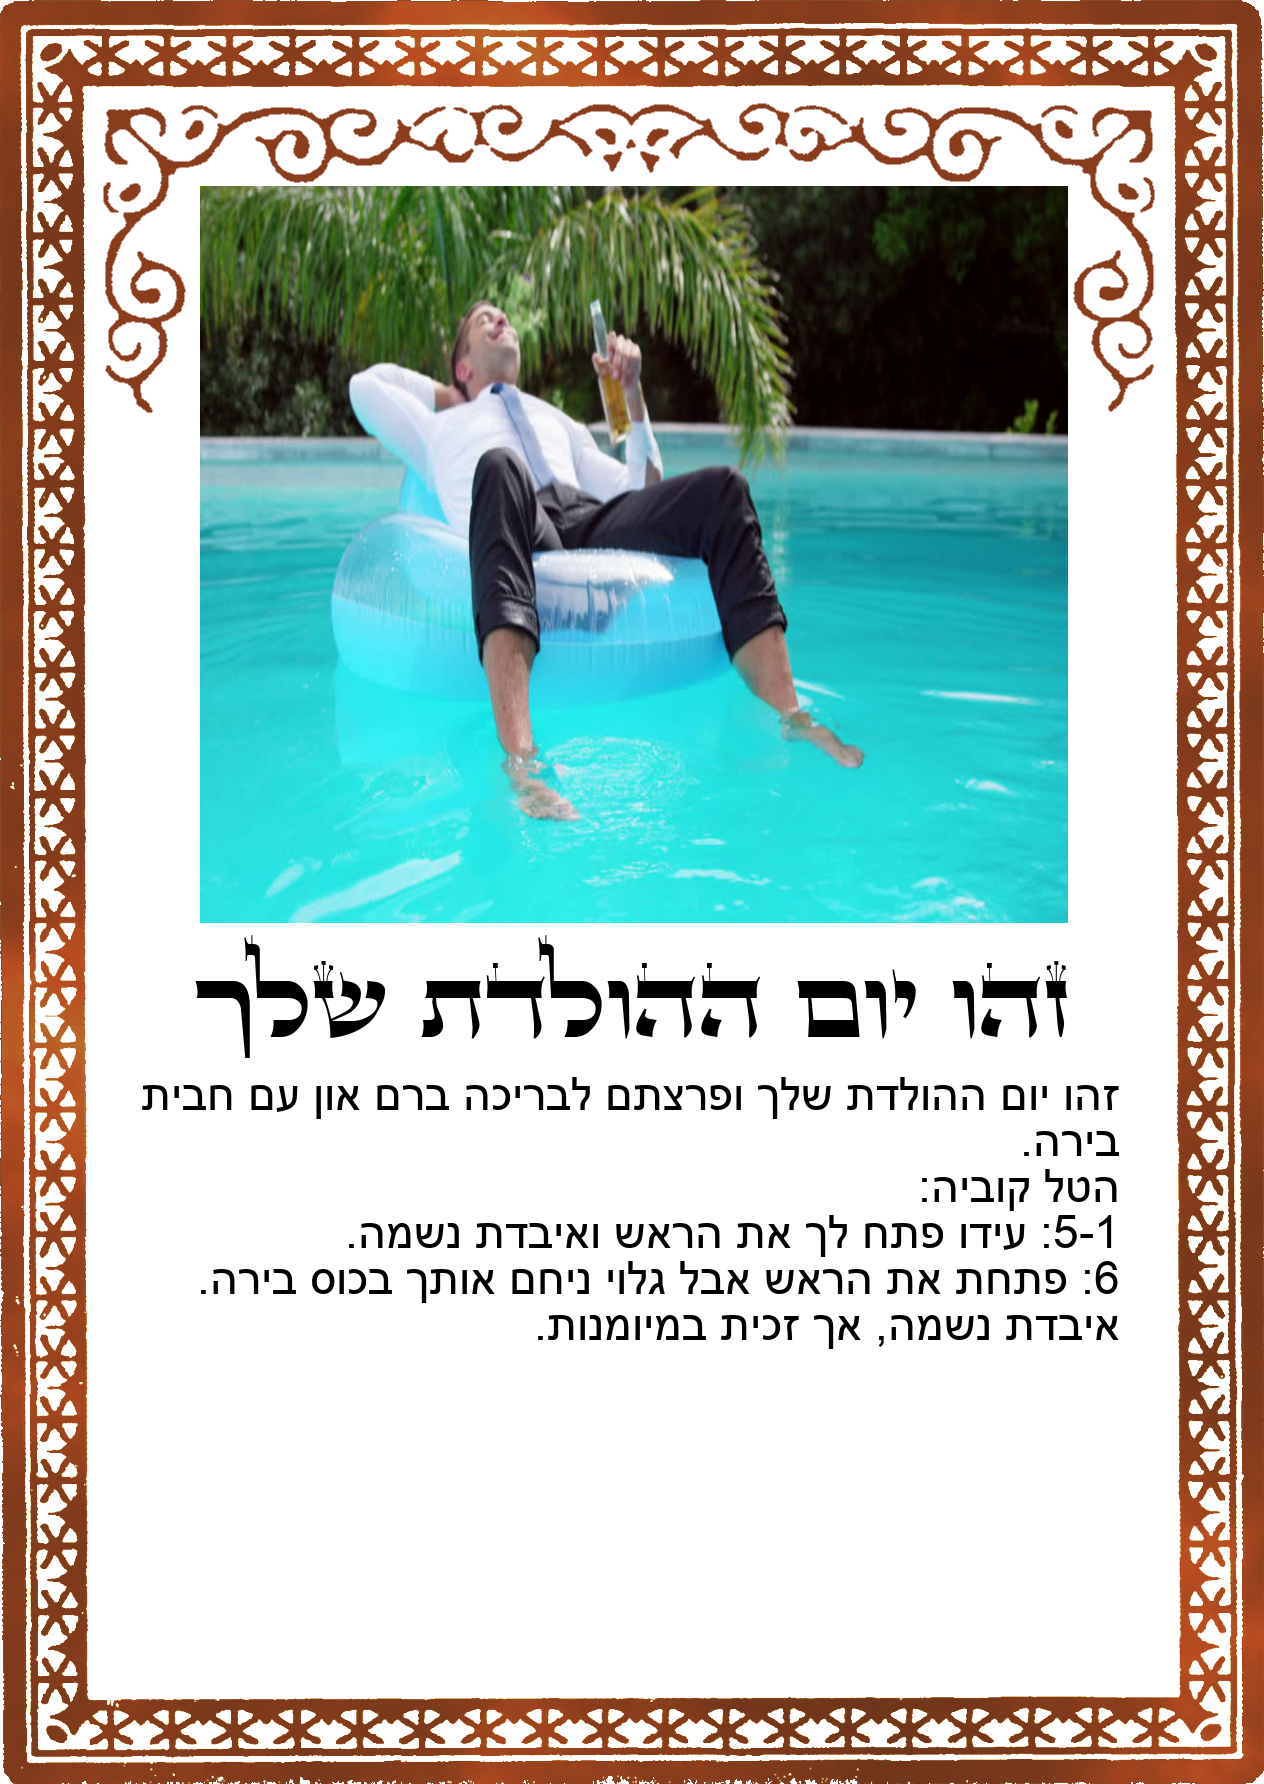 זהו יום ההולדת שלך
זהו יום ההולדת שלך ופרצתם לבריכה ברם און עם חבית
בירה.
הטל קוביה:
5-1: עידו פתח לך את הראש ואיבדת נשמה.
6: פתחת את הראש אבל גלוי ניחם אותך בכוס בירה.
איבדת נשמה, אך זכית במיומנות.